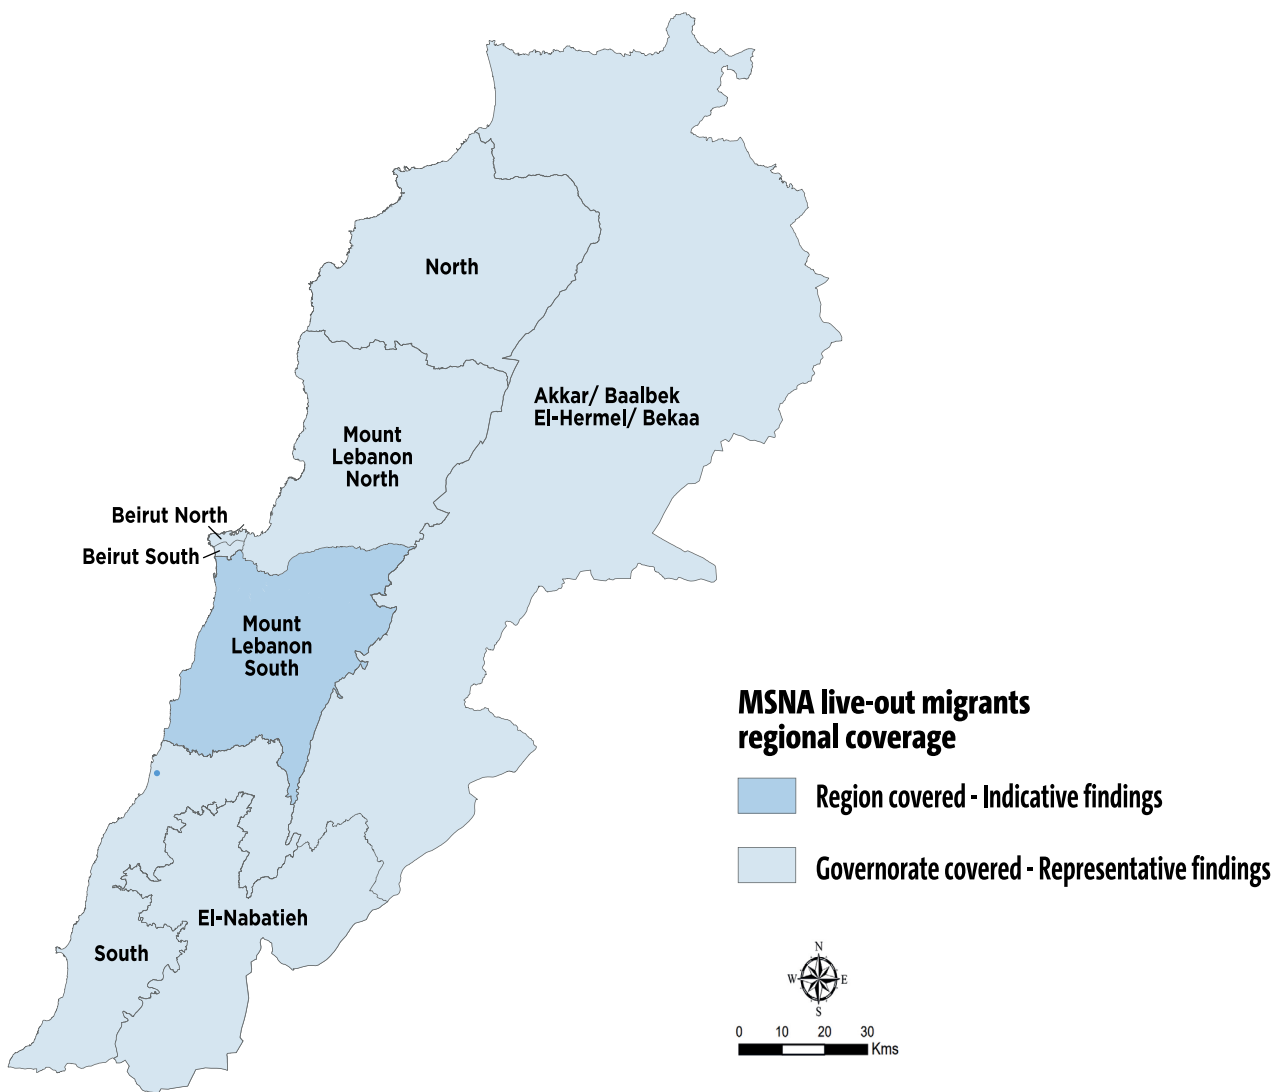 North
Akkar/ Baalbek
El-Hermel/ Bekaa
Mount
Lebanon
North
Beirut North
Beirut South
Mount
Lebanon
South
El-Nabatieh
South
MSNA live-out migrants
regional coverage
Region covered - Indicative findings
Governorate covered - Representative findings
N
W E
S
0 10 20 30
Kms